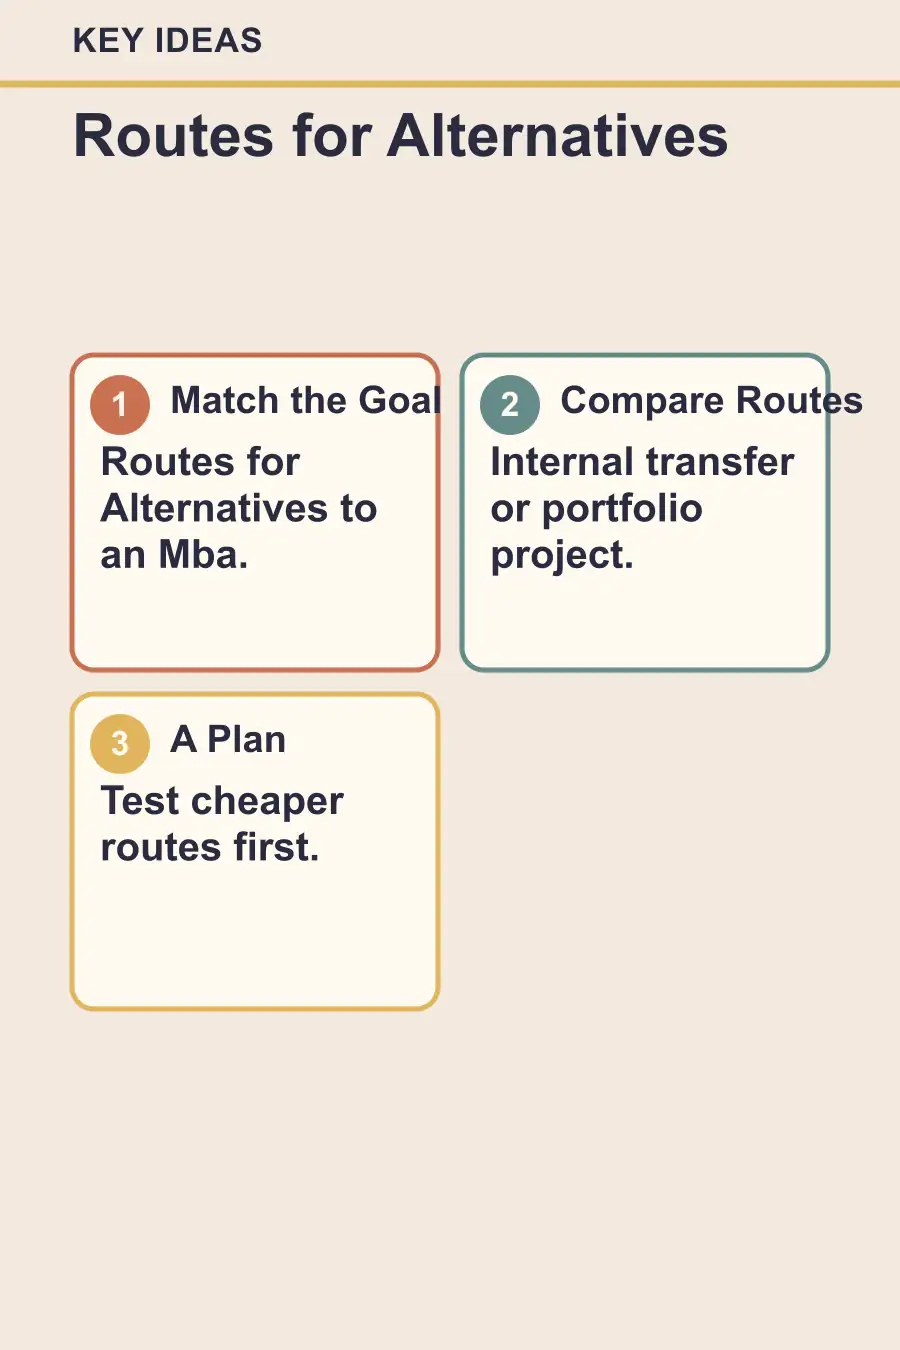 KEY IDEAS
Routes for Alternatives
1
Match the Goal
Routes for
Alternatives to
an Mba.
2
Compare Routes
Internal transfer
or portfolio
project.
3
A Plan
Test cheaper
routes first.